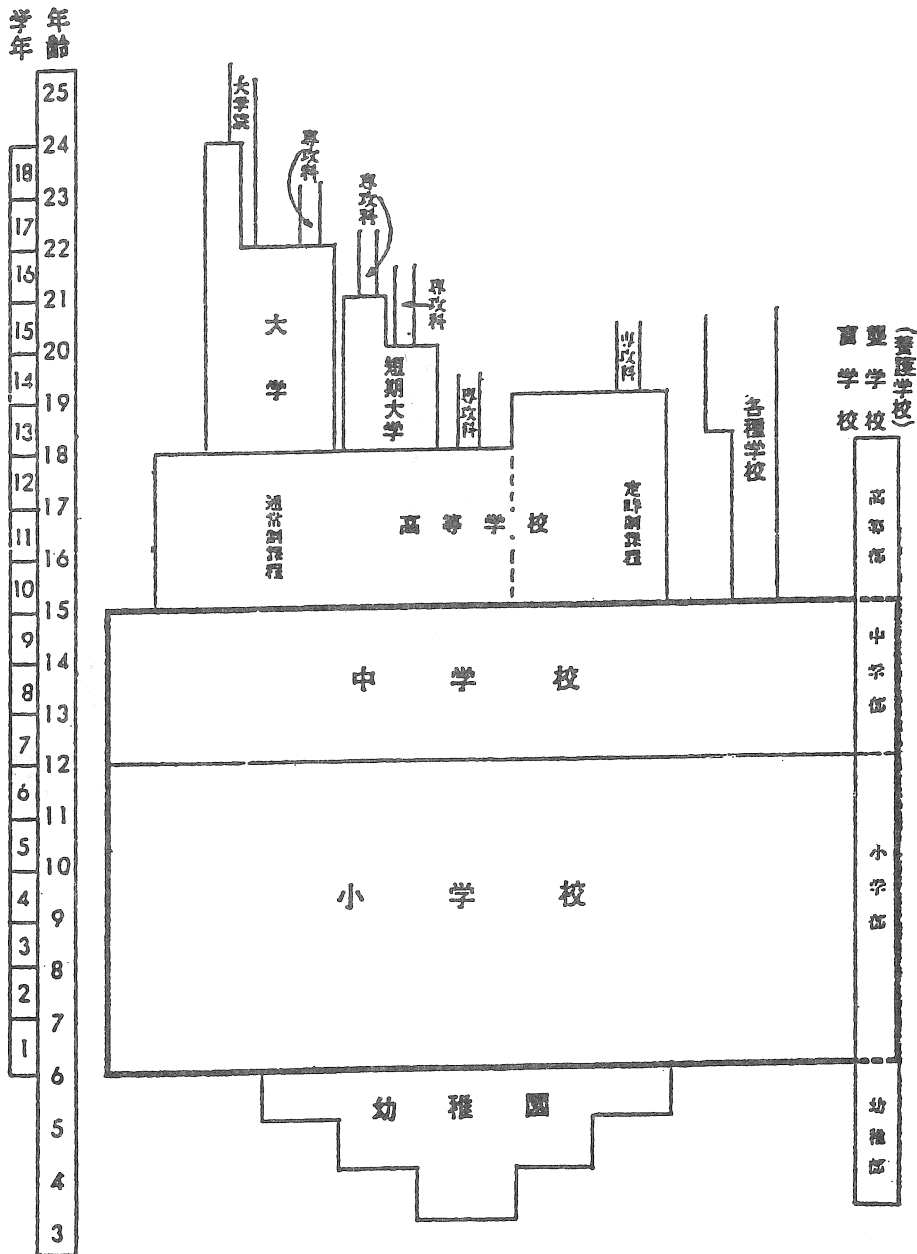 学年
年齢
25
24
23
22
21
20
19
18
17
16
15
14
13
12
11
10
9
8
7
6
5
4
3
18
17
16
15
14
13
12
11
10
9
8
7
6
5
4
3
2
1
大学院
専攻科
専攻科
専攻科
専攻科
専攻科
大学
短期大学
通常制課程
高等学校
定時制課程
各種学校
盲学校
聾学校
(養護学校)
高等部
中学部
小学部
幼稚部
中学校
小学校
幼稚園